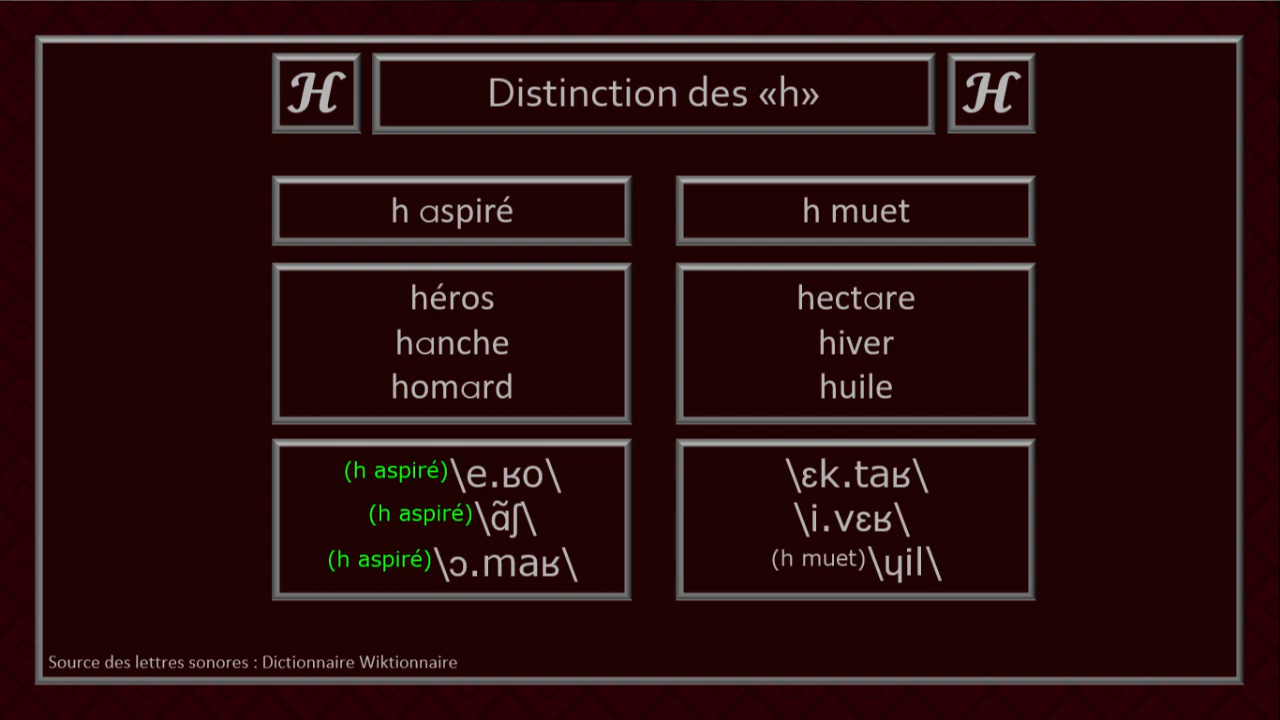 H Distinction des «h» H
h aspiré
h muet
héros
hanche
homard
hectare
hiver
huile
(h aspiré)\e.ʁo\
(h aspiré)\ɑ̃ʃ\
(h aspiré)\ɔ.maʁ\
\ɛk.taʁ\
\i.vɛʁ\
(h muet)\ɥil\
Source des lettres sonores : Dictionnaire Wiktionnaire